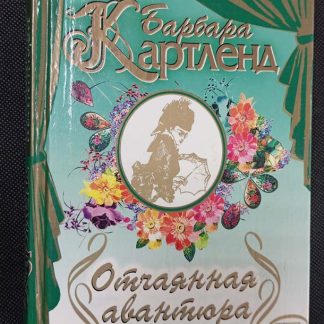 Барбара
Картленд
Отчаянная
авантюра